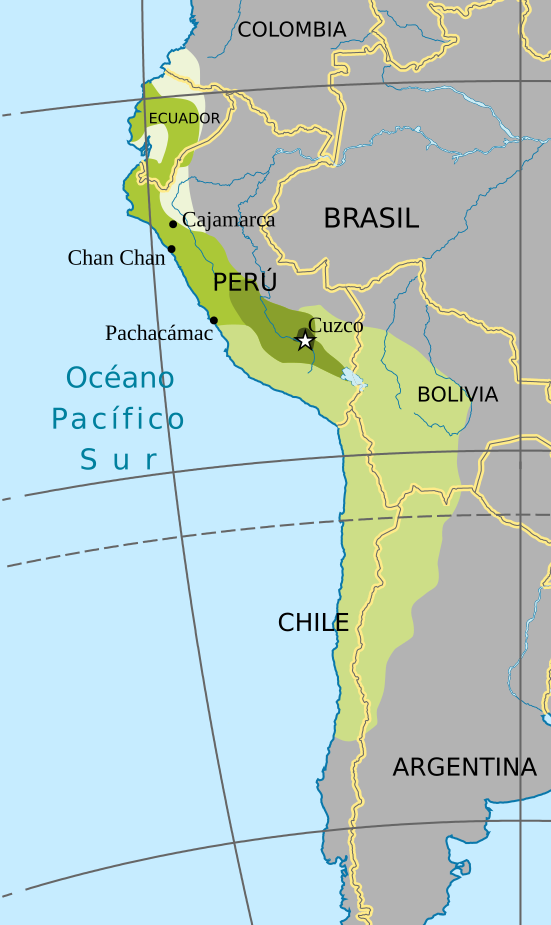 COLOMBIA
ECUADOR
BRASIL
Cajamarca
Chan Chan
PERÚ
Cuzco
Pachacámac
Océano
Pacífico
Sur
BOLIVIA
CHILE
ARGENTINA